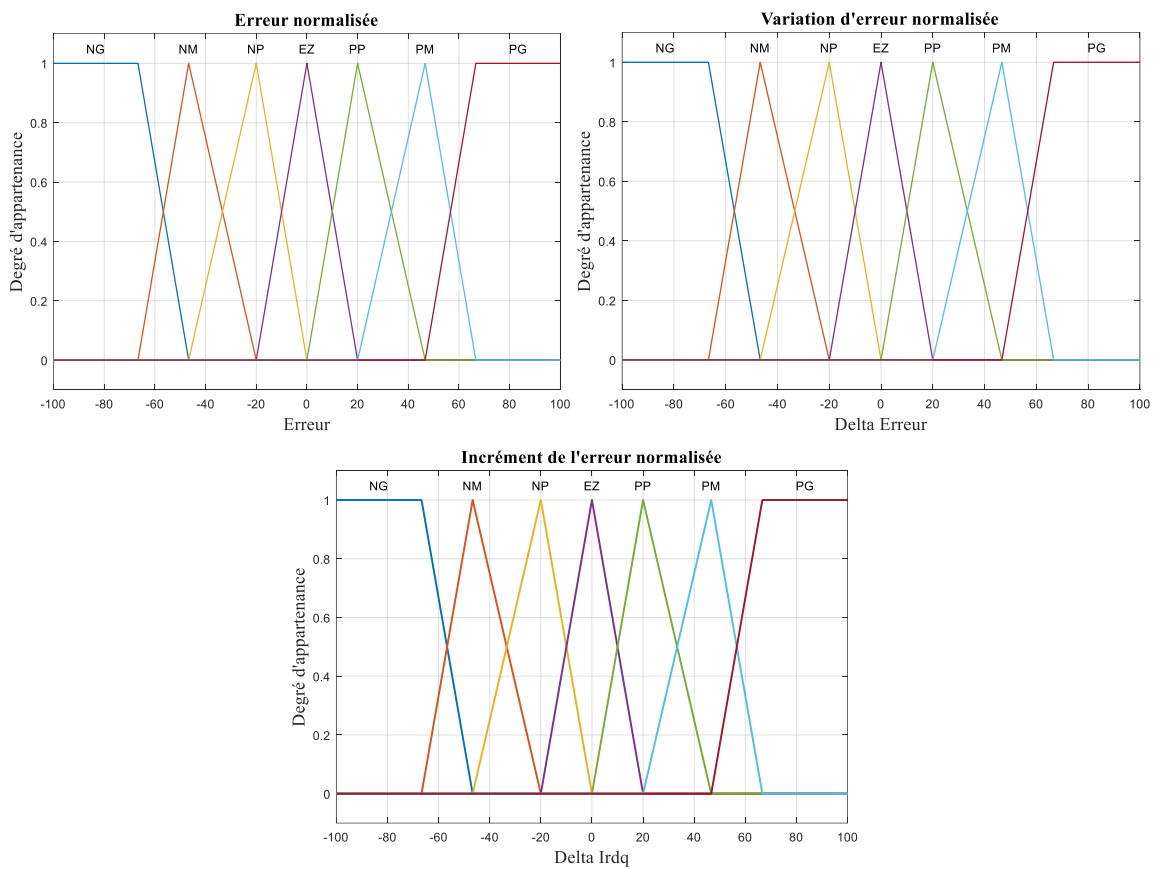 Erreur normalisée
NG NM NP EZ PP PM PG
1
0.8
0.6
0.4
0.2
0
Degré d'appartenance
-100 -80 -60 -40 -20 0 20 40 60 80 100
Erreur
Variation d'erreur normalisée
NG NM NP EZ PP PM PG
1
0.8
0.6
0.4
0.2
0
Degré d'appartenance
-100 -80 -60 -40 -20 0 20 40 60 80 100
Delta Erreur
Incrément de l'erreur normalisée
NG NM NP EZ PP PM PG
1
0.8
0.6
0.4
0.2
0
Degré d'appartenance
-100 -80 -60 -40 -20 0 20 40 60 80 100
Delta Irdq